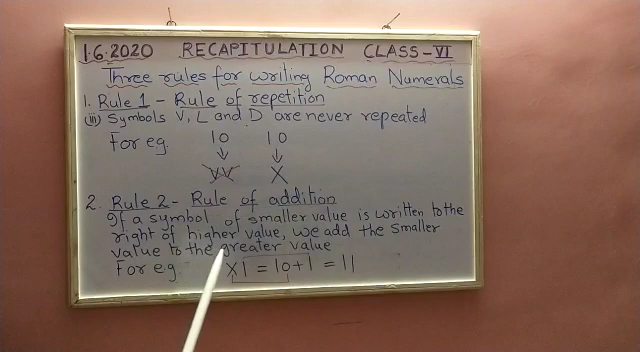 1.6.2020 RECAPITULATION CLASS-VI
Three rules for writing Roman Numerals
1. Rule 1 - Rule of repetition
(iii) Symbols V, L and D are never repeated
For e.g. 10 10
VV X
2. Rule 2 - Rule of addition
If a symbol of smaller value is written to the
right of higher value, we add the smaller
value to the greater value
For e.g. X1 = 10+1 = 11